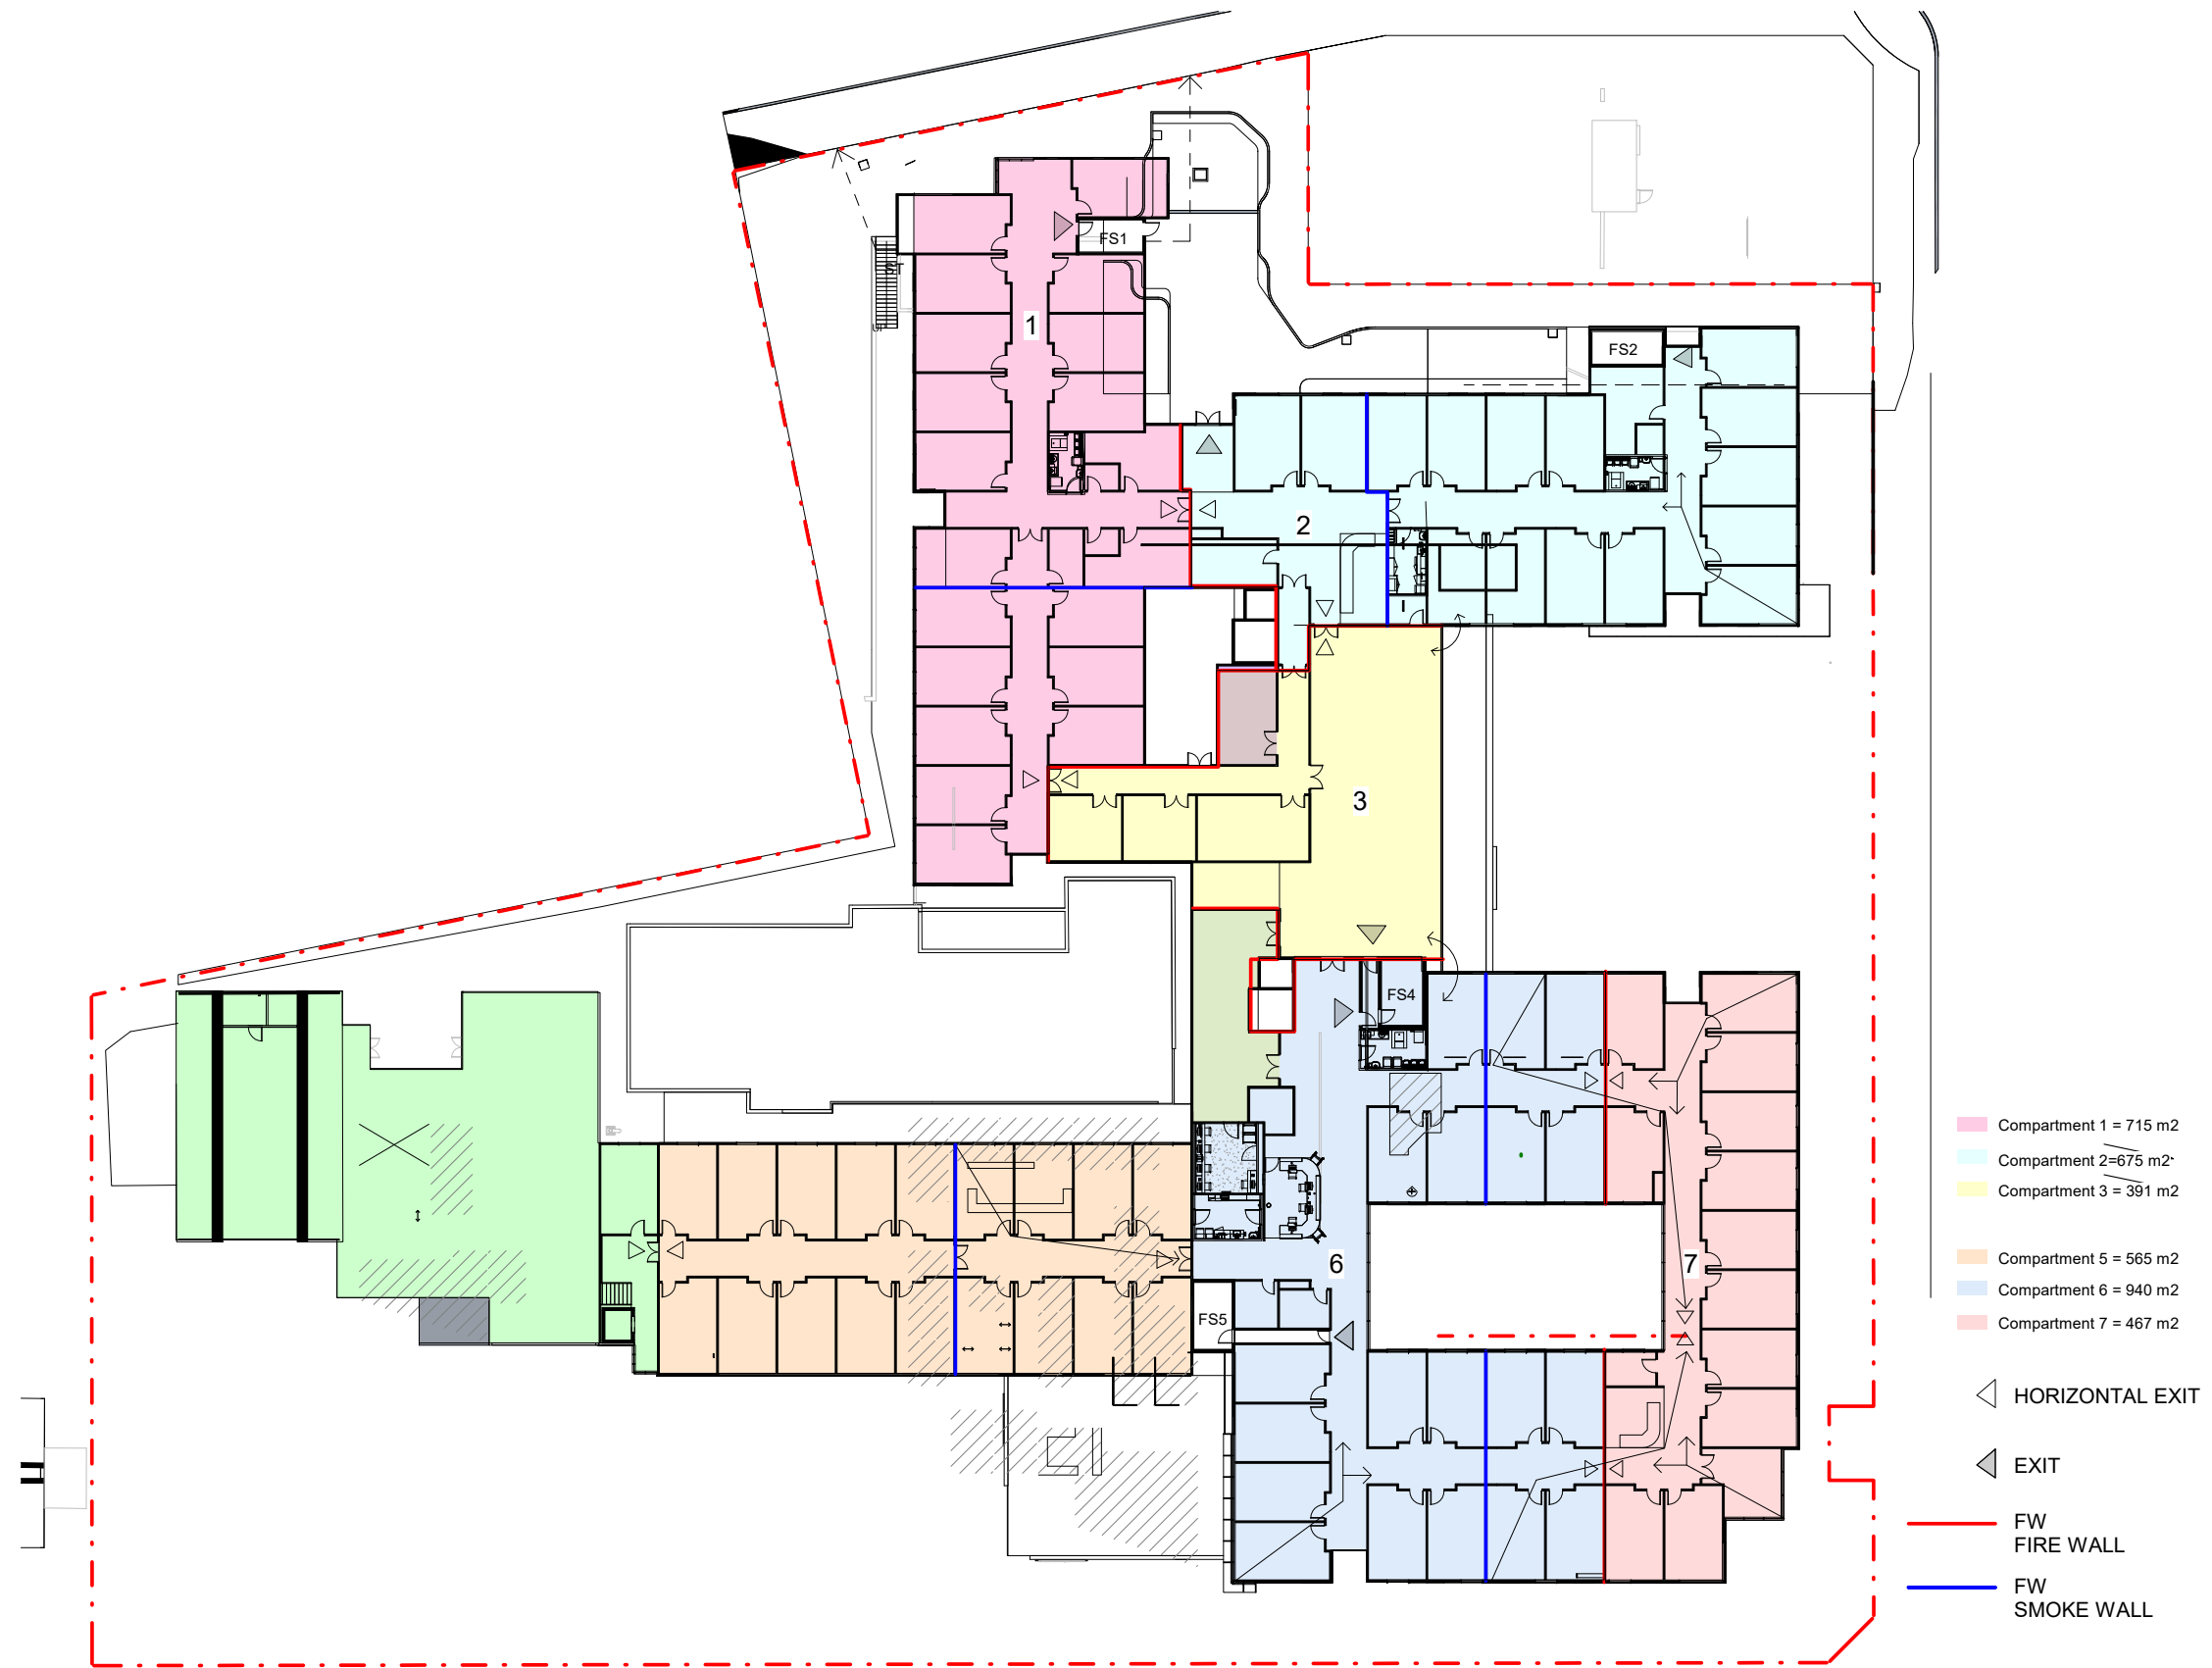 FS1
1
FS2
2
3
FS4
Compartment 1 = 715 m2
Compartment 2=675 m2
Compartment 3 = 391 m2
6
7
Compartment 5 = 565 m2
Compartment 6 = 940 m2
FS5
Compartment 7 = 467 m2
HORIZONTAL EXIT
EXIT
FW
FIRE WALL
FW
SMOKE WALL